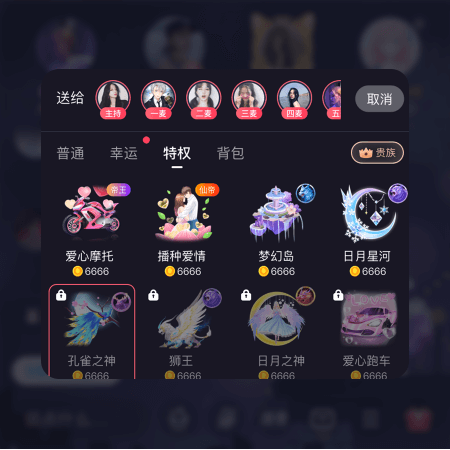 送给
主持 一麦 二麦 三麦 四麦 五
取消
普通 幸运 特权 背包 贵族
帝王 仙帝
爱心摩托 播种爱情 梦幻岛 日月星河
6666 6666 6666 6666
孔雀之神 狮王 日月之神 爱心跑车
6666 6666 6666 6666